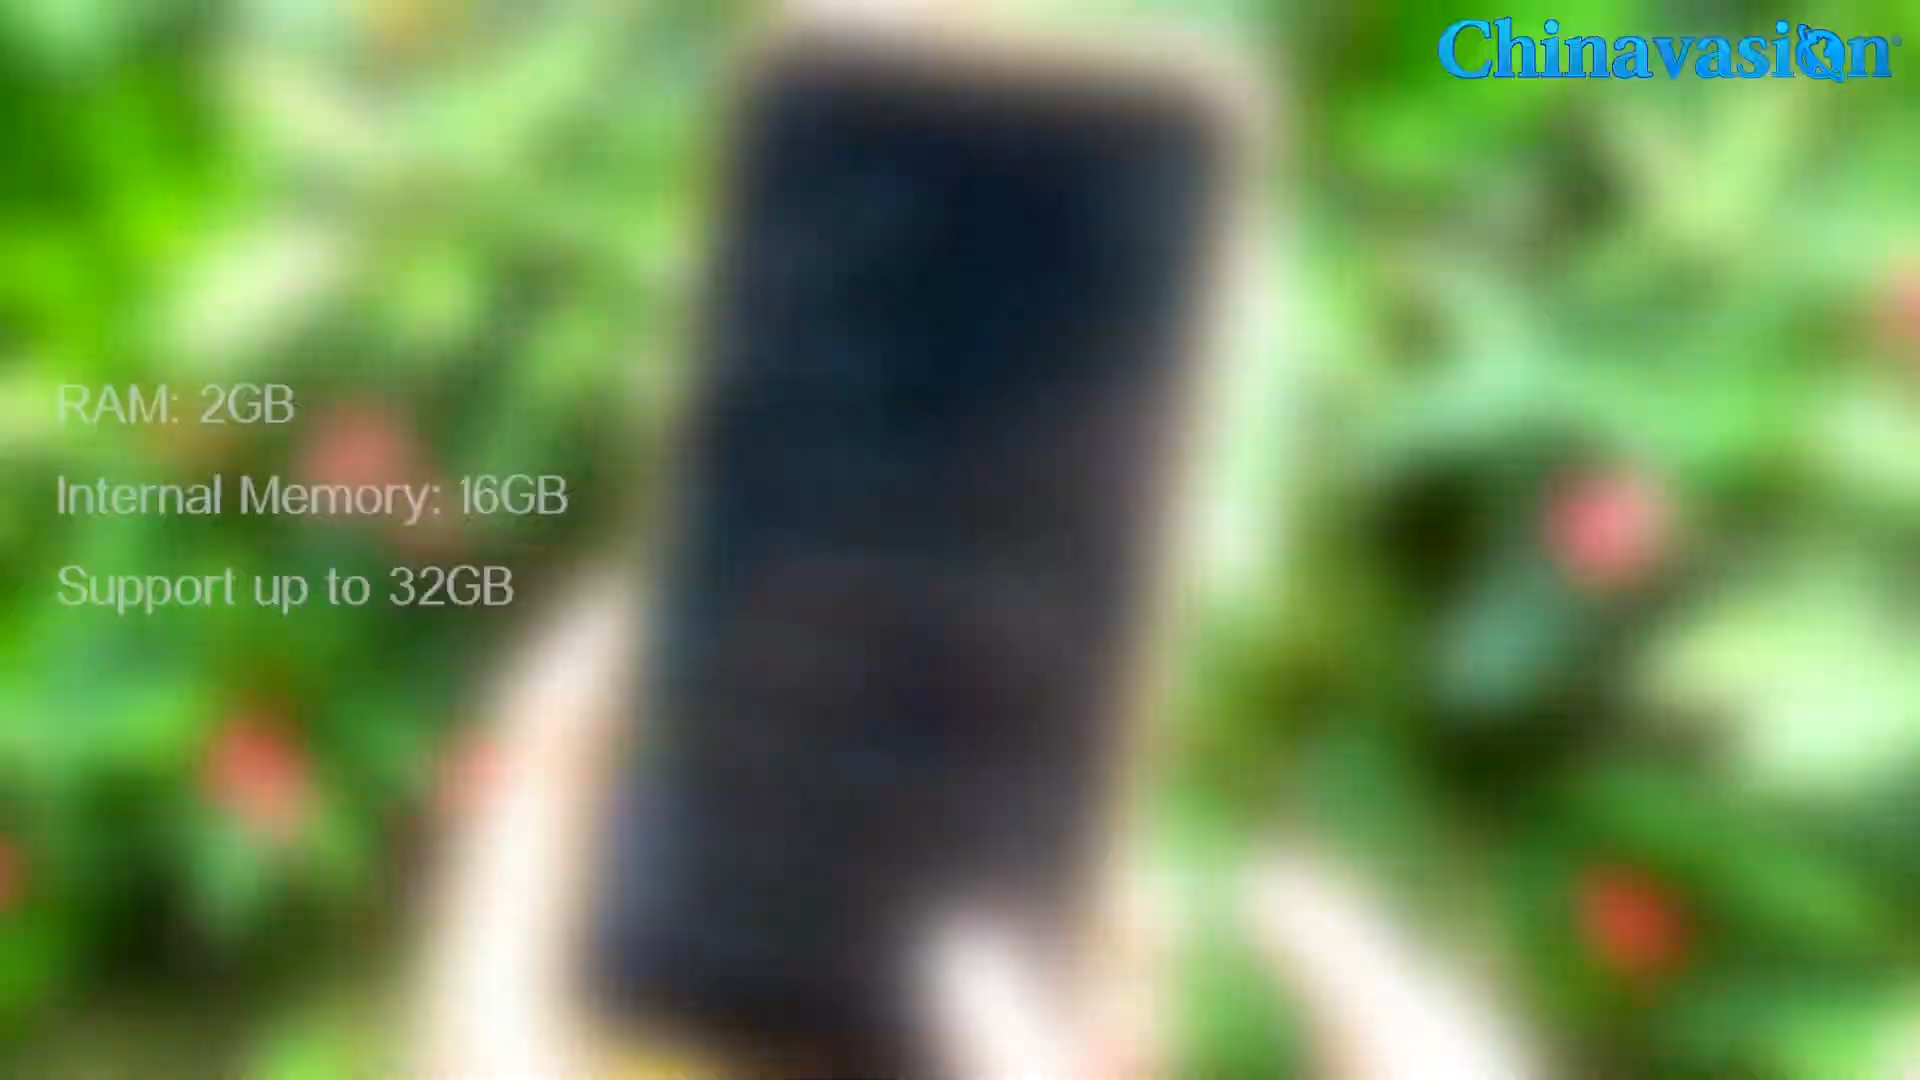 Chinavasion
RAM: 2GB
Internal Memory: 16GB
Support up to 32GB